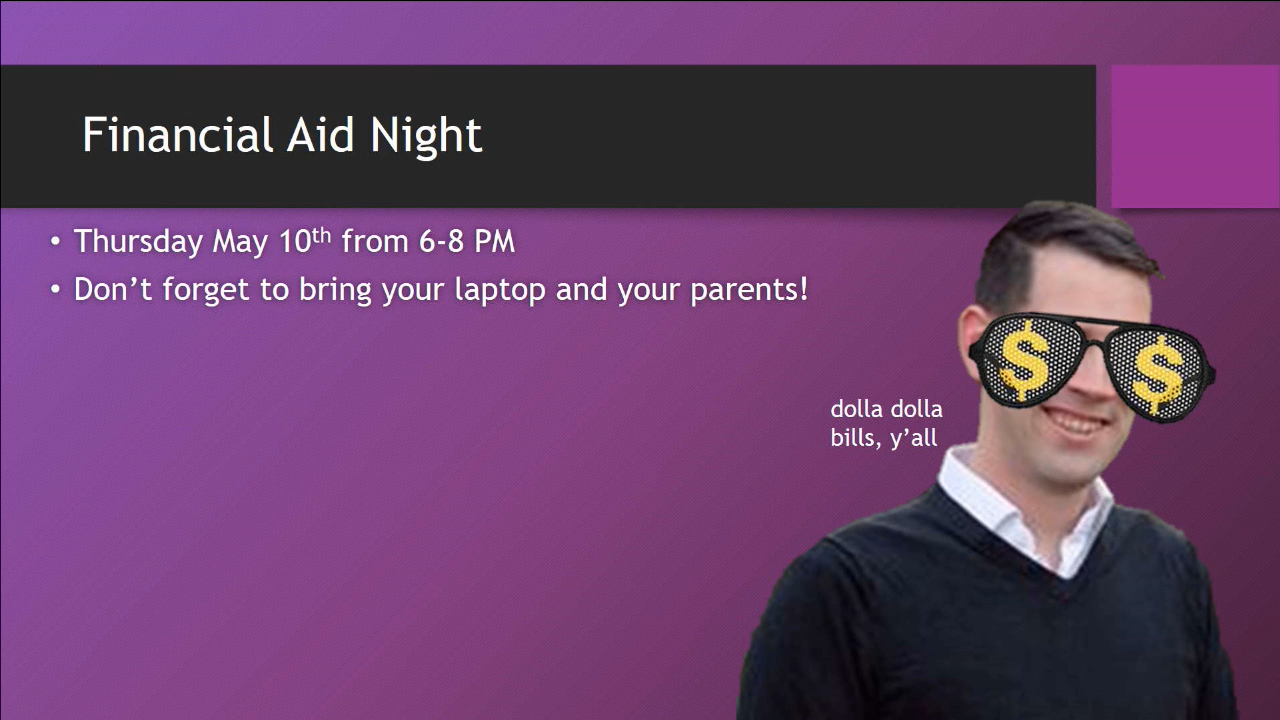 Financial Aid Night
• Thursday May 10th from 6-8 PM
• Don’t forget to bring your laptop and your parents!
dolla dolla
bills, y’all
$ $